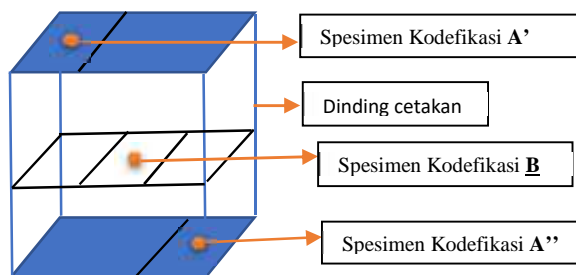 Spesimen Kodefikasi A’
Dinding cetakan
Spesimen Kodefikasi B
Spesimen Kodefikasi A’’